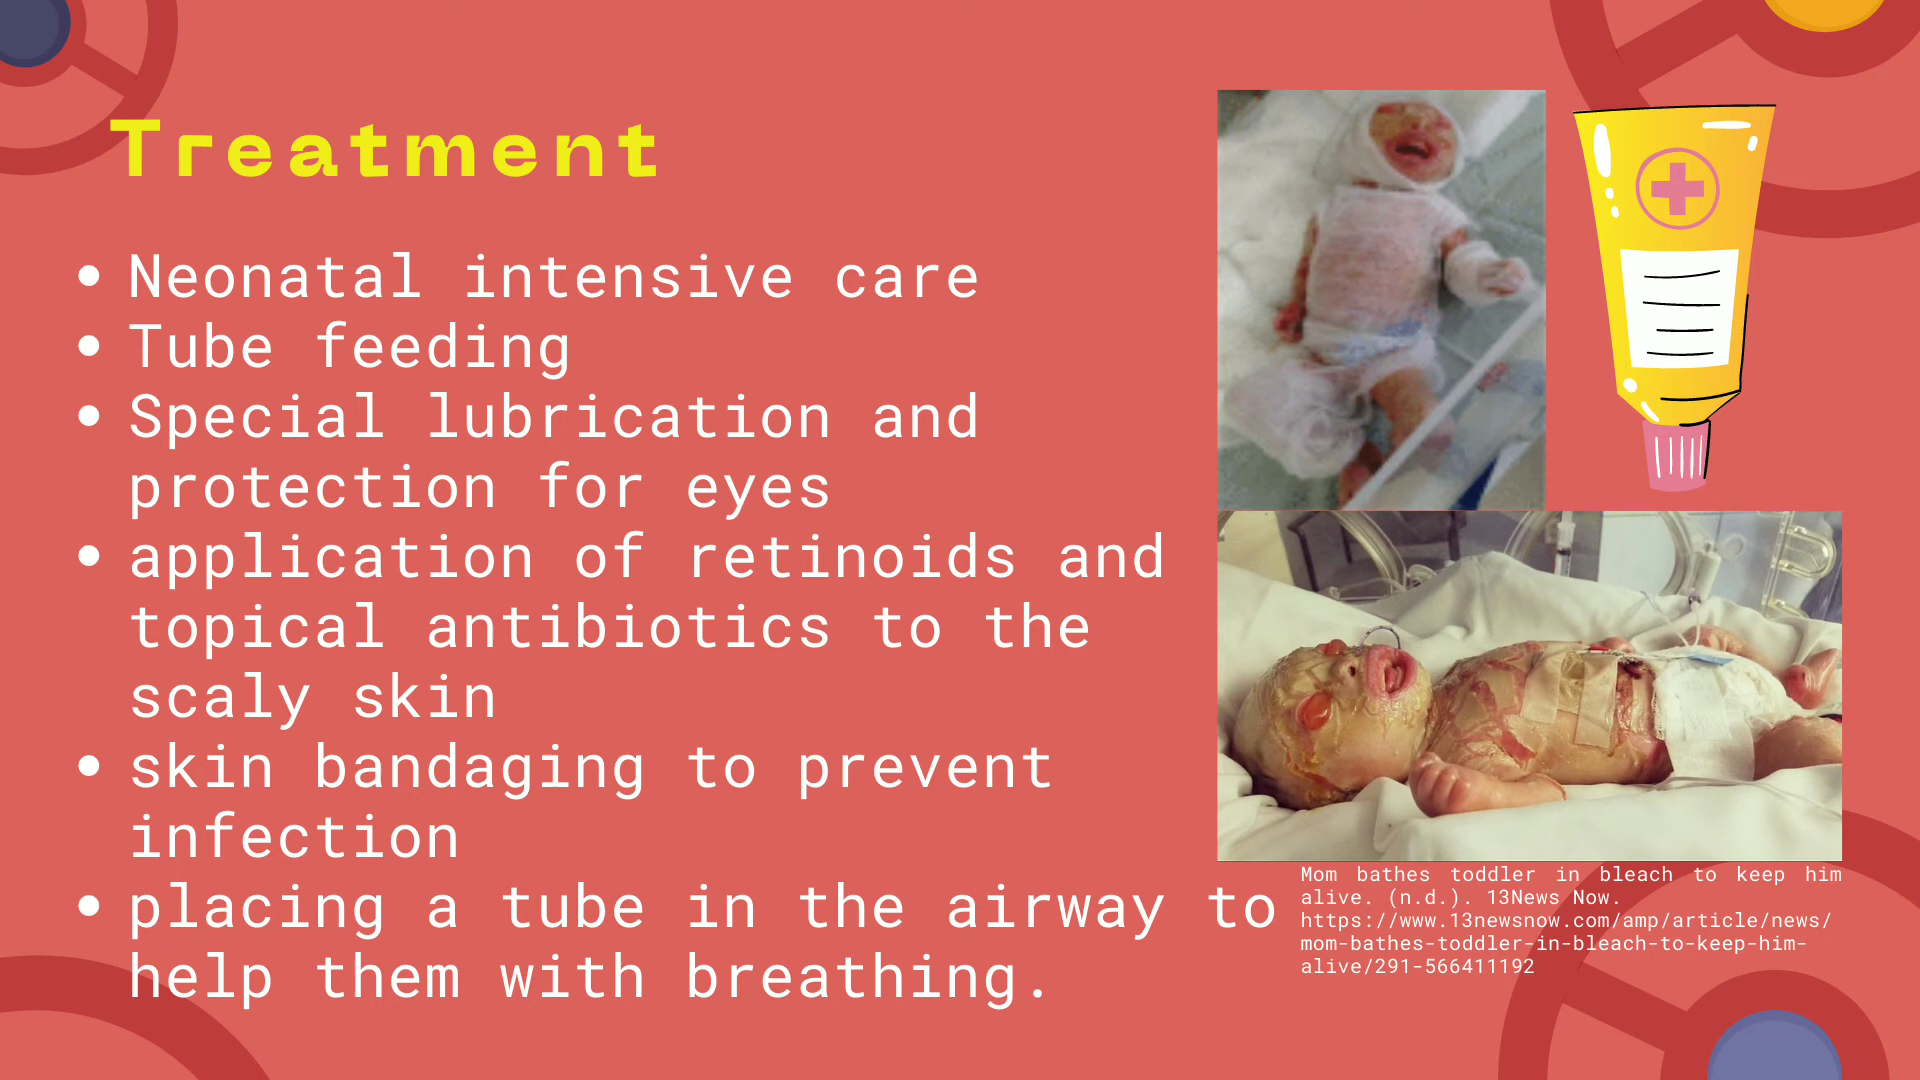 Treatment
• Neonatal intensive care
• Tube feeding
• Special lubrication and
protection for eyes
• application of retinoids and
topical antibiotics to the
scaly skin
• skin bandaging to prevent
infection
• placing a tube in the airway to
help them with breathing.
Mom bathes toddler in bleach to keep him
alive. (n.d.). 13News Now.
https://www.13newsnow.com/amp/article/news/
mom-bathes-toddler-in-bleach-to-keep-him-
alive/291-566411192